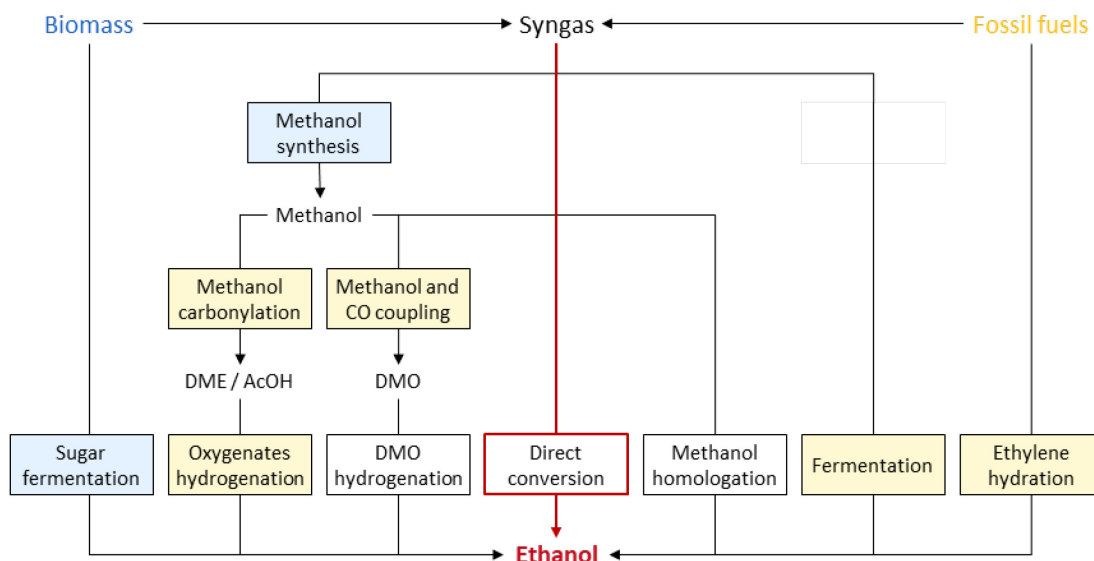 Biomass
Syngas
Fossil fuels
Methanol
synthesis
Methanol
Methanol
carbonylation
Methanol and
CO coupling
DME / AcOH
DMO
Sugar
fermentation
Oxygenates
hydrogenation
DMO
hydrogenation
Direct
conversion
Methanol
homologation
Fermentation
Ethylene
hydration
Ethanol